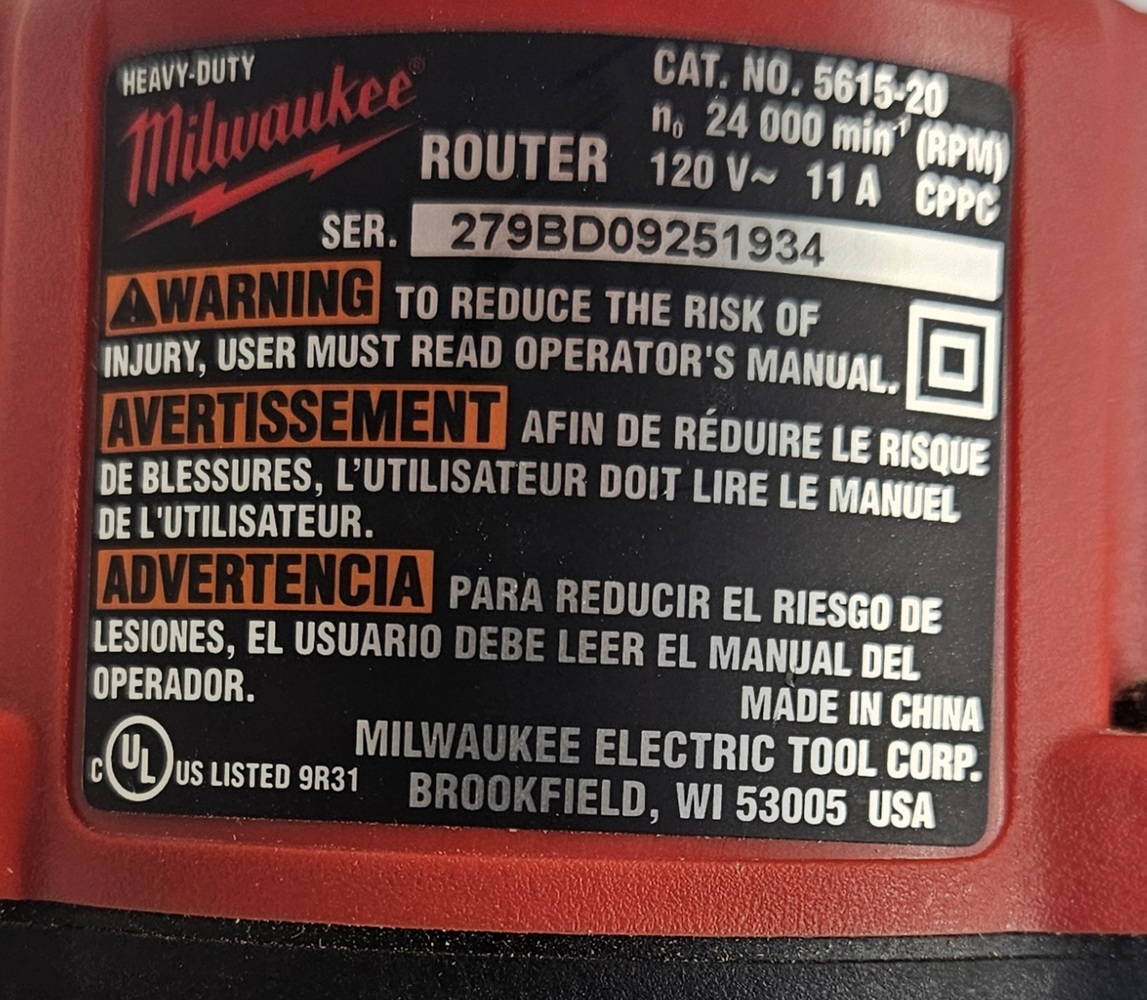 HEAVY-DUTY
Milwaukee®
CAT. NO. 5615-20
n₀ 24 000 min⁻¹ (RPM)
ROUTER 120 V~ 11 A CPPC
SER. 279BD09251934
⚠WARNING TO REDUCE THE RISK OF
INJURY, USER MUST READ OPERATOR'S MANUAL.
AVERTISSEMENT AFIN DE RÉDUIRE LE RISQUE
DE BLESSURES, L'UTILISATEUR DOIT LIRE LE MANUEL
DE L'UTILISATEUR.
ADVERTENCIA PARA REDUCIR EL RIESGO DE
LESIONES, EL USUARIO DEBE LEER EL MANUAL DEL
OPERADOR.
MADE IN CHINA
MILWAUKEE ELECTRIC TOOL CORP.
C UL US LISTED 9R31
BROOKFIELD, WI 53005 USA